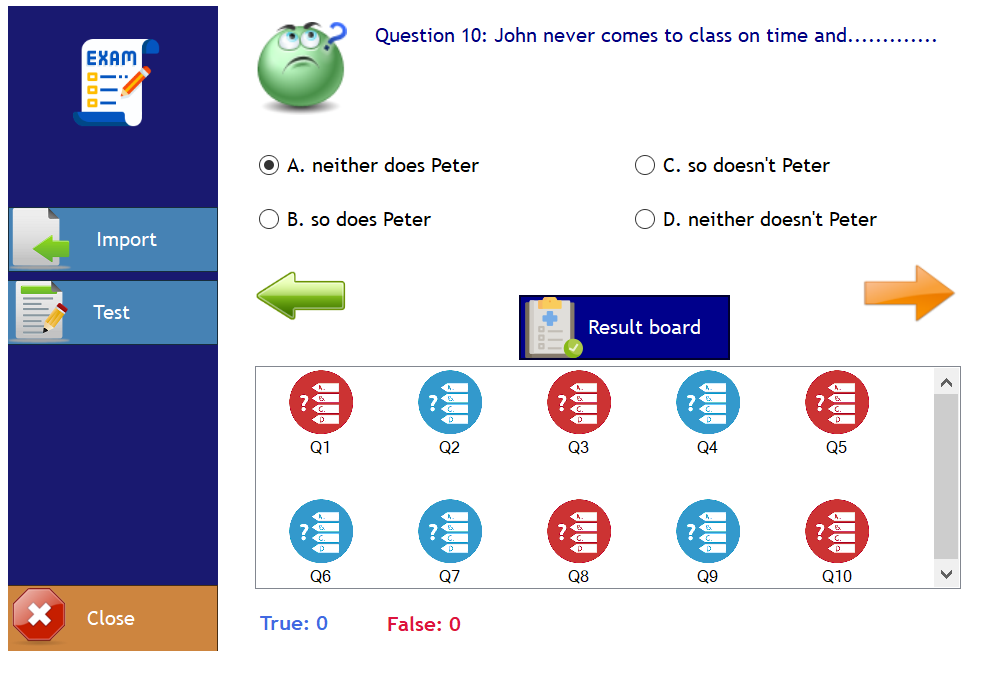 EXAM
Question 10: John never comes to class on time and.............
A. neither does Peter
C. so doesn't Peter
B. so does Peter
D. neither doesn't Peter
Import
Test
Result board
Q1 Q2 Q3 Q4 Q5
Q6 Q7 Q8 Q9 Q10
Close
True: 0 False: 0